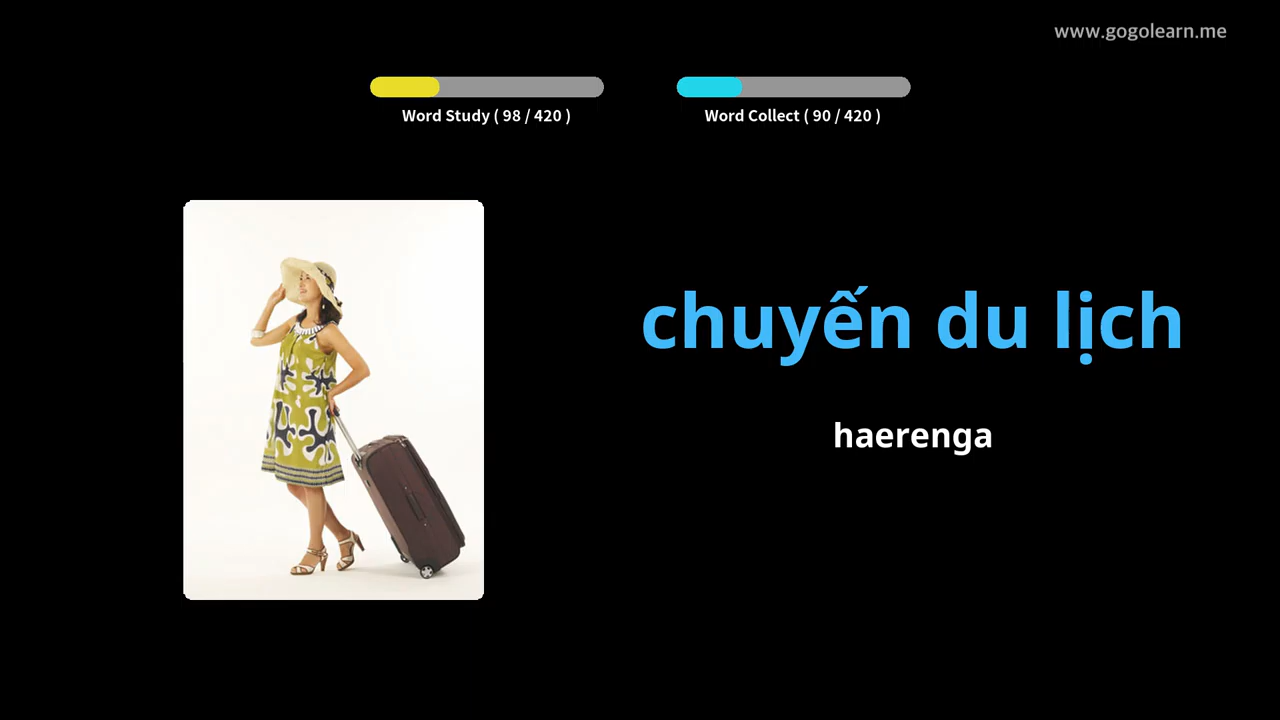 www.gogolearn.me
Word Study ( 98 / 420 )
Word Collect ( 90 / 420 )
chuyến du lịch
haerenga